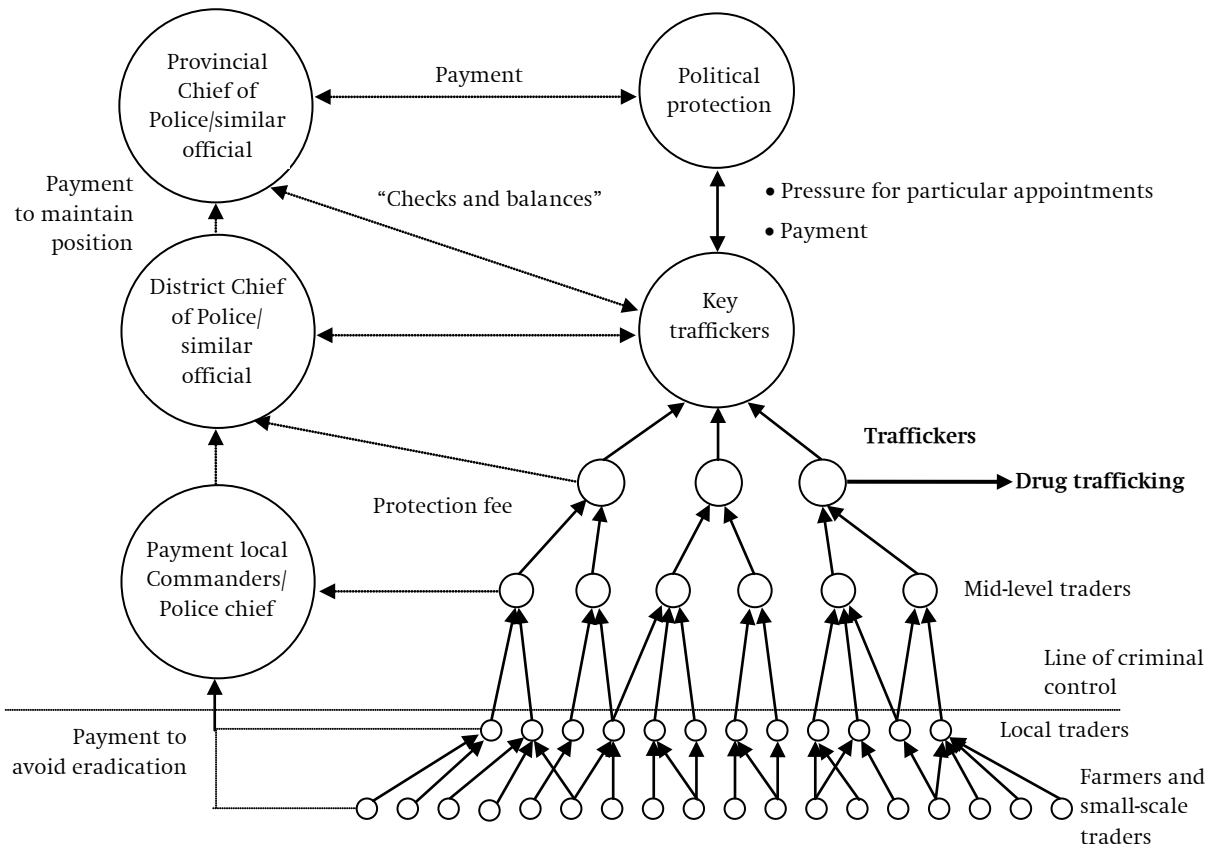 Provincial
Chief of
Police/similar
official
Payment
Political
protection
Payment
to maintain
position
“Checks and balances”
• Pressure for particular appointments
• Payment
District Chief
of Police/
similar
official
Key
traffickers
Traffickers
Drug trafficking
Protection fee
Payment local
Commanders/
Police chief
Mid-level traders
Line of criminal
control
Local traders
Payment to
avoid eradication
Farmers and
small-scale
traders